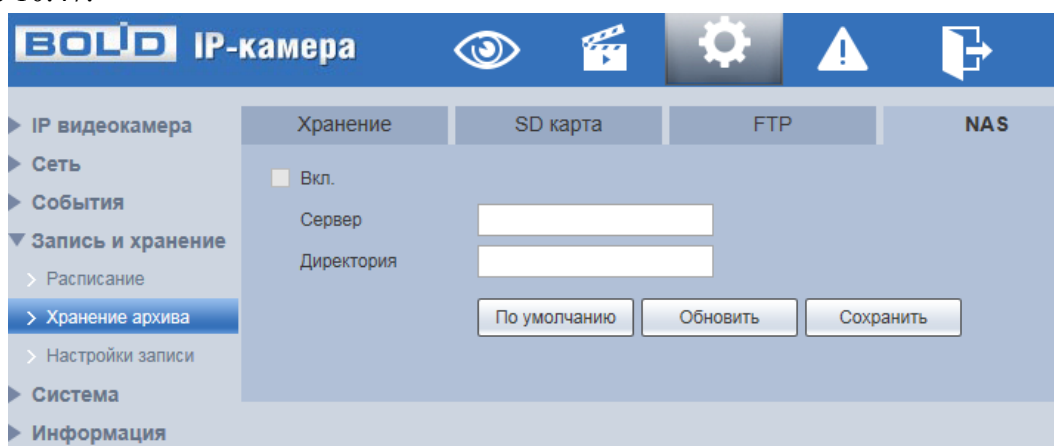 BOLID IP-камера
IP видеокамера
Сеть
События
Запись и хранение
Расписание
Хранение архива
Настройки записи
Система
Информация
Хранение SD карта FTP NAS
Вкл.
Сервер
Директория
По умолчанию Обновить Сохранить